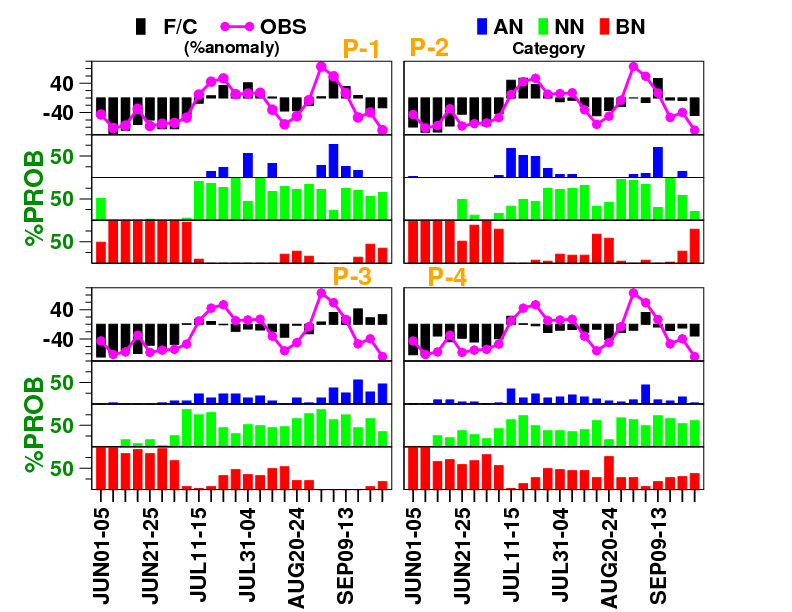 F/C OBS AN NN BN
(%anomaly) Category
P-1 P-2
40
-40
50
50
50
%PROB
P-3 P-4
40
-40
50
50
50
%PROB
JUN01-05 JUN21-25 JUL11-15 JUL31-04 AUG20-24 SEP09-13 JUN01-05 JUN21-25 JUL11-15 JUL31-04 AUG20-24 SEP09-13